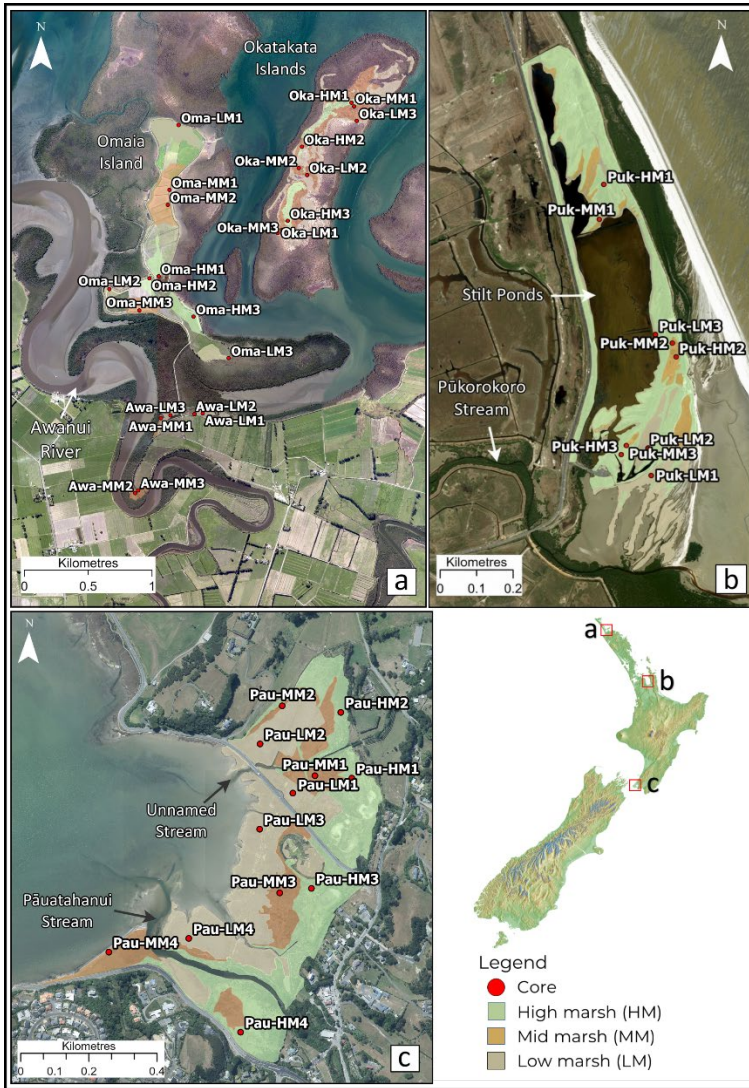 N
Okatakata
Islands
Oka-HM1
Oka-MM1
Oka-LM3
Oma-LM1
Omaia
Island
Oka-HM2
Oka-MM2
Oka-LM2
Oma-MM1
Oma-MM2
Oka-HM3
Oka-MM3
Oka-LM1
Oma-LM2
Oma-HM1
Oma-HM2
Oma-MM3
Oma-HM3
Oma-LM3
Awa-LM3
Awa-LM2
Awa-MM1
Awa-LM1
Awanui
River
Awa-MM2
Awa-MM3
Kilometres
0 0.5 1
a
N
Puk-HM1
Puk-MM1
Stilt Ponds
Puk-LM3
Puk-MM2
Puk-HM2
Pūkorokoro
Stream
Puk-HM3
Puk-LM2
Puk-MM3
Puk-LM1
Kilometres
0 0.1 0.2
b
N
Pau-MM2
Pau-HM2
Pau-LM2
Pau-MM1
Pau-HM1
Pau-LM1
Unnamed
Stream
Pau-LM3
Pau-MM3
Pau-HM3
Pāuatahanui
Stream
Pau-LM4
Pau-MM4
Pau-HM4
Kilometres
0 0.2 0.4
c
a
b
c
Legend
Core
High marsh (HM)
Mid marsh (MM)
Low marsh (LM)